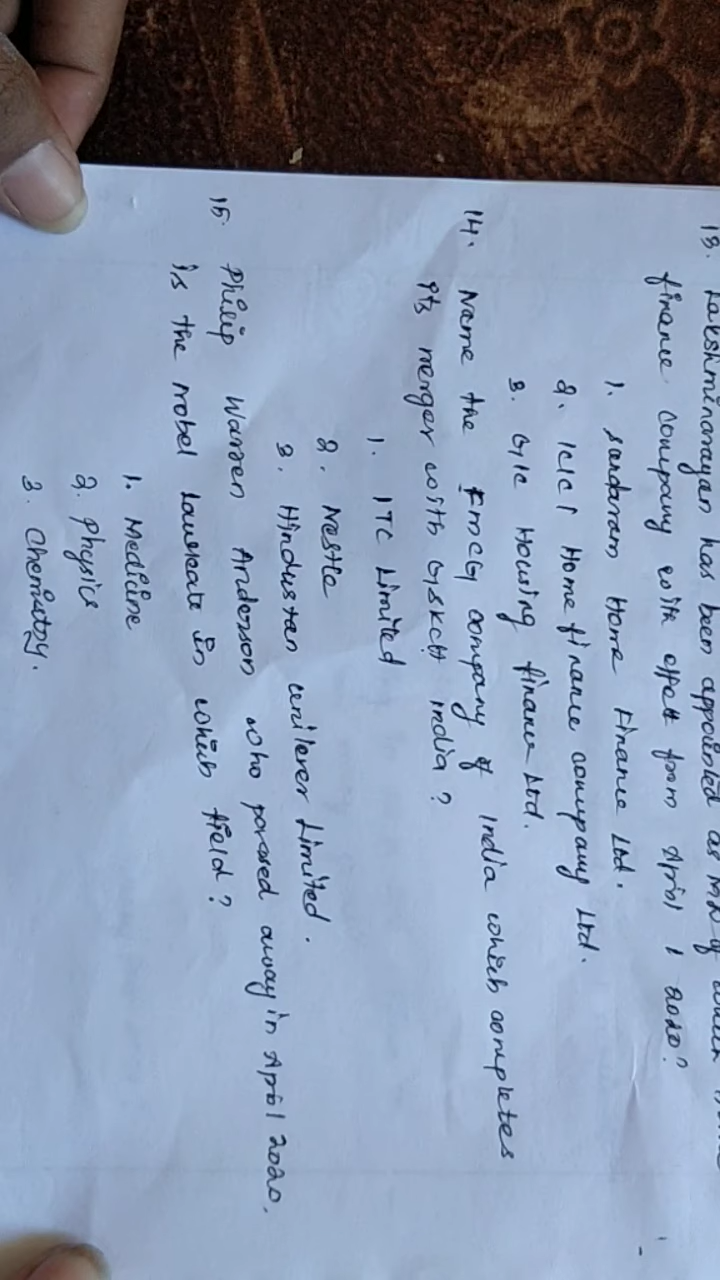 13. Lakshminarayan has been appointed as MD of which
finance company with effect from April 1 2020?
1. Sundaram Home Finance Ltd.
2. ICICI Home finance company Ltd.
3. GIC Housing finance Ltd.
14. Name the FMCG company of India which completes
its merger with GSKCH India?
1. ITC Limited
2. Nestle
3. Hindustan unilever Limited.
15. Philip Warren Anderson who passed away in April 2020,
is the Nobel Laureate in which field?
1. Medicine
2. Physics
3. Chemistry.